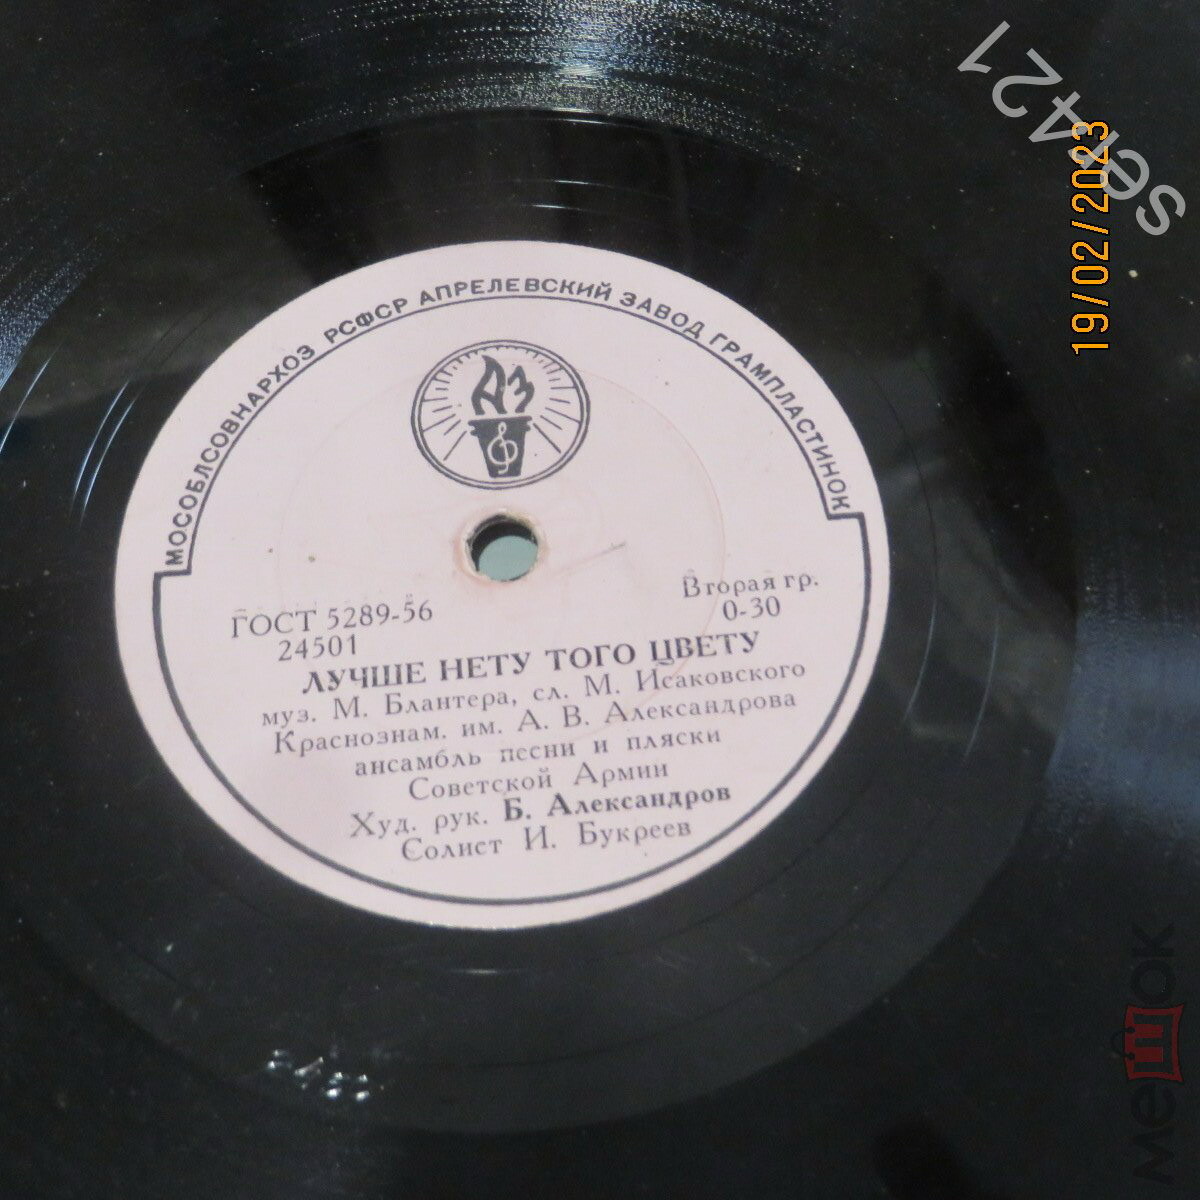 МОСОБЛСОВНАРХОЗ РСФСР АПРЕЛЕВСКИЙ ЗАВОД ГРАМПЛАСТИНОК
АЗ
ГОСТ 5289-56
Вторая гр.
24501
0-30
ЛУЧШЕ НЕТУ ТОГО ЦВЕТУ
муз. М. Блантера, сл. М. Исаковского
Краснознам. им. А. В. Александрова
ансамбль песни и пляски
Советской Армии
Худ. рук. Б. Александров
Солист И. Букреев
19/02/2023
ser421
мешок